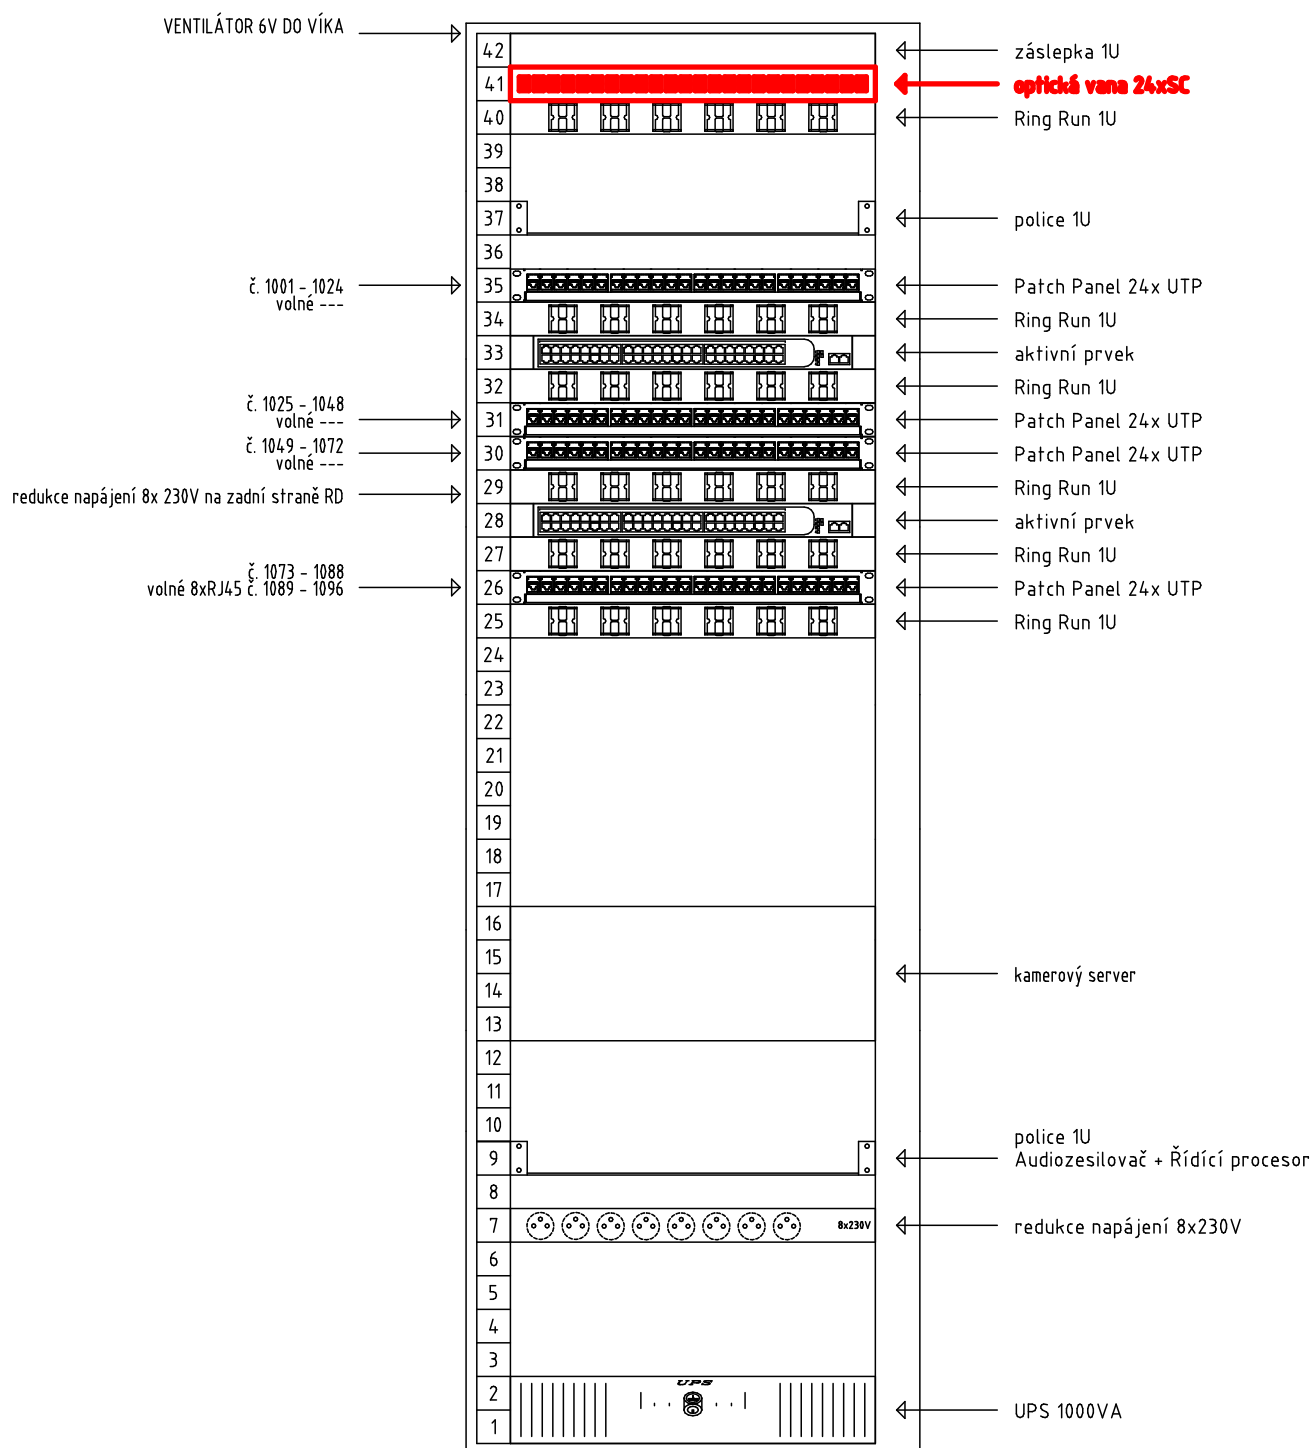 VENTILÁTOR 6V DO VÍKA
42
záslepka 1U
41
optická vana 24xSC
40
Ring Run 1U
39
38
37
police 1U
36
č. 1001 - 1024
volné ---
35
Patch Panel 24x UTP
34
Ring Run 1U
33
aktivní prvek
32
Ring Run 1U
č. 1025 - 1048
volné ---
31
Patch Panel 24x UTP
č. 1049 - 1072
volné ---
30
Patch Panel 24x UTP
redukce napájení 8x 230V na zadní straně RD
29
Ring Run 1U
28
aktivní prvek
27
Ring Run 1U
č. 1073 - 1088
volné 8xRJ45 č. 1089 - 1096
26
Patch Panel 24x UTP
25
Ring Run 1U
24
23
22
21
20
19
18
17
16
15
kamerový server
14
13
12
11
10
police 1U
9
Audiozesilovač + Řídící procesor
8
7
8x230V
redukce napájení 8x230V
6
5
4
3
UPS
2
UPS 1000VA
1